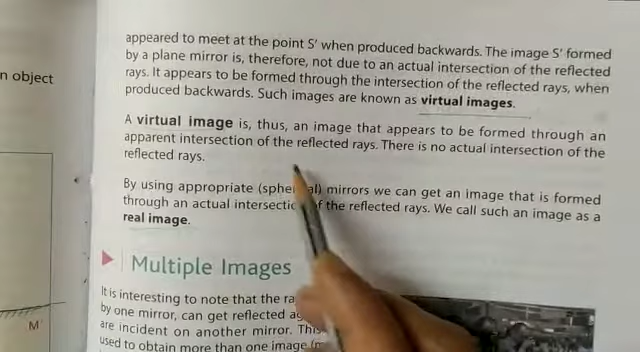 appeared to meet at the point S' when produced backwards. The image S' formed
by a plane mirror is, therefore, not due to an actual intersection of the reflected
rays. It appears to be formed through the intersection of the reflected rays, when
n object
produced backwards. Such images are known as virtual images.
A virtual image is, thus, an image that appears to be formed through an
apparent intersection of the reflected rays. There is no actual intersection of the
reflected rays.
By using appropriate (spherical) mirrors we can get an image that is formed
through an actual intersectio of the reflected rays. We call such an image as a
real image.
Multiple Images
It is interesting to note that the ra
by one mirror, can get reflected ag
M
are incident on another mirror. This
used to obtain more than one image